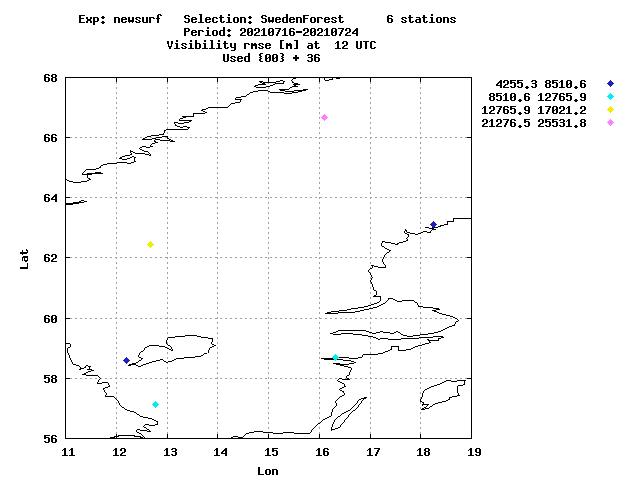 Exp: newsurf Selection: SwedenForest 6 stations
Period: 20210716-20210724
Visibility rmse [m] at 12 UTC
Used {00} + 36
4255.3 8510.6
8510.6 12765.9
12765.9 17021.2
21276.5 25531.8
68
66
64
62
60
58
56
Lat
11 12 13 14 15 16 17 18 19
Lon